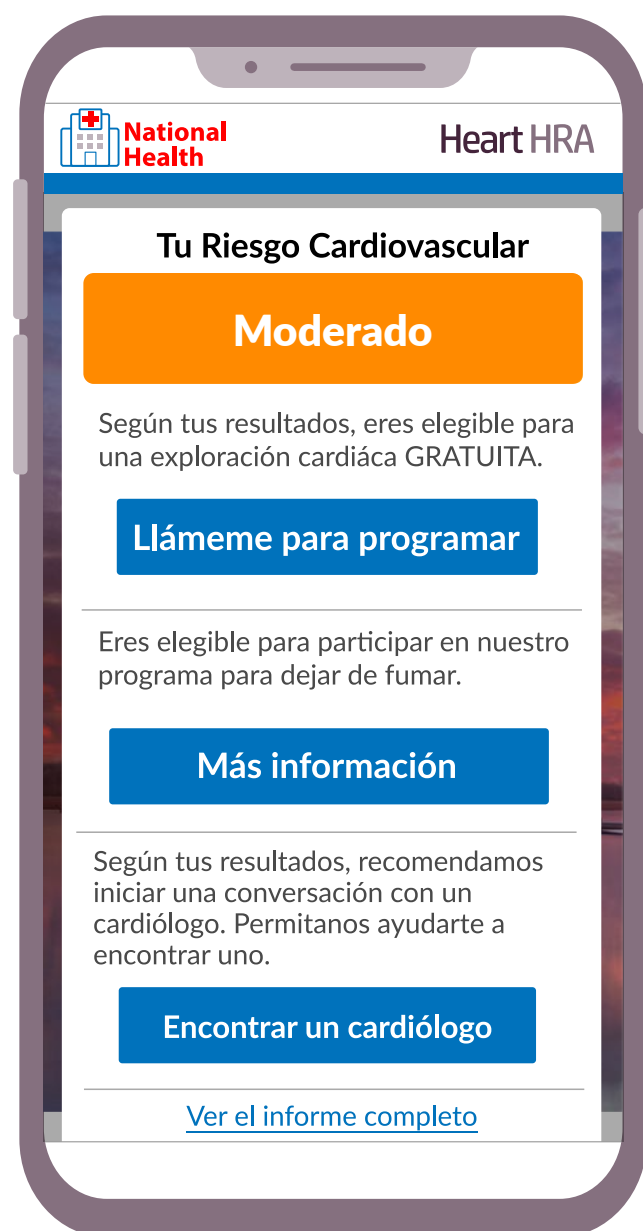 National
Health
Heart HRA
Tu Riesgo Cardiovascular
Moderado
Según tus resultados, eres elegible para
una exploración cardiáca GRATUITA.
Llámeme para programar
Eres elegible para participar en nuestro
programa para dejar de fumar.
Más información
Según tus resultados, recomendamos
iniciar una conversación con un
cardiólogo. Permitanos ayudarte a
encontrar uno.
Encontrar un cardiólogo
Ver el informe completo